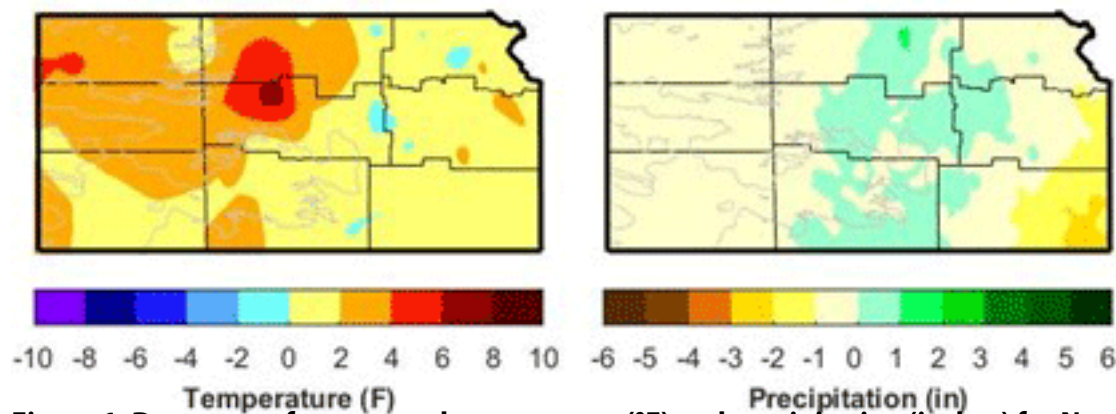 -10 -8 -6 -4 -2 0 2 4 6 8 10
Temperature (F)
-6 -5 -4 -3 -2 -1 0 1 2 3 4 5 6
Precipitation (in)